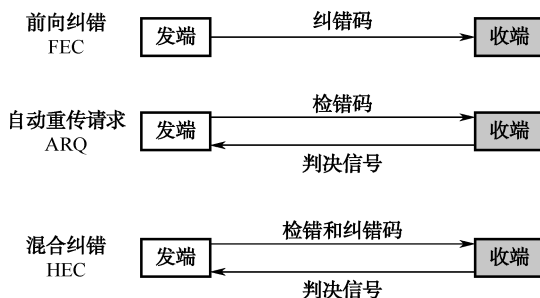 前向纠错
FEC
发端
纠错码
收端
自动重传请求
ARQ
发端
检错码
判决信号
收端
混合纠错
HEC
发端
检错和纠错码
判决信号
收端